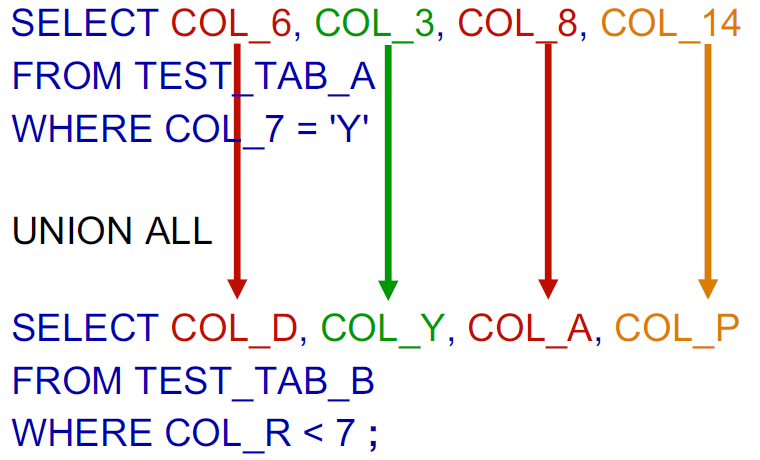 SELECT COL_6, COL_3, COL_8, COL_14
FROM TEST_TAB_A
WHERE COL_7 = 'Y'
UNION ALL
SELECT COL_D, COL_Y, COL_A, COL_P
FROM TEST_TAB_B
WHERE COL_R < 7 ;